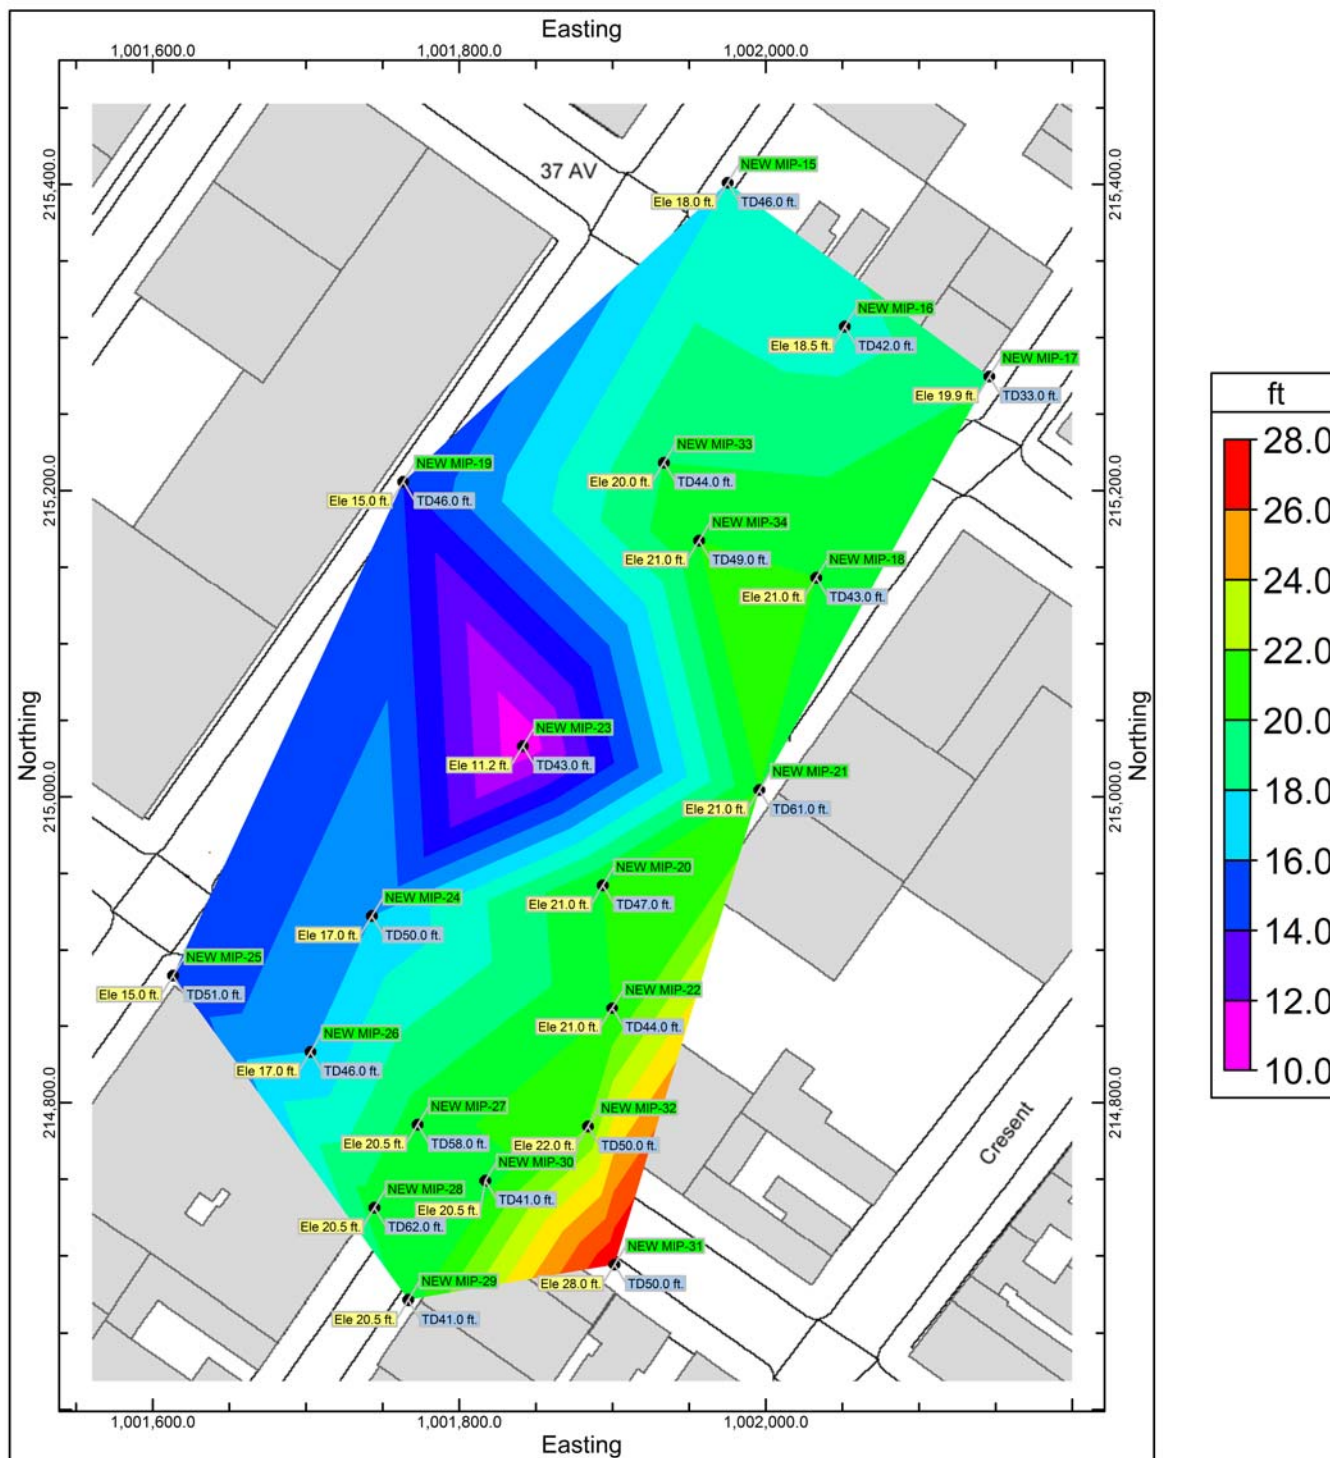 Easting
1,001,600.0
1,001,800.0
1,002,000.0
37 AV
NEW MIP-15
Ele 18.0 ft.
TD46.0 ft.
215,400.0
215,400.0
NEW MIP-16
Ele 18.5 ft.
TD42.0 ft.
NEW MIP-17
Ele 19.9 ft.
TD33.0 ft.
ft
28.0
26.0
24.0
22.0
20.0
18.0
16.0
14.0
12.0
10.0
NEW MIP-33
Ele 20.0 ft.
TD44.0 ft.
NEW MIP-19
Ele 15.0 ft.
TD46.0 ft.
215,200.0
215,200.0
NEW MIP-34
Ele 21.0 ft.
TD49.0 ft.
NEW MIP-18
Ele 21.0 ft.
TD43.0 ft.
Northing
Northing
NEW MIP-23
Ele 11.2 ft.
TD43.0 ft.
NEW MIP-21
Ele 21.0 ft.
TD61.0 ft.
215,000.0
215,000.0
NEW MIP-20
Ele 21.0 ft.
TD47.0 ft.
NEW MIP-24
Ele 17.0 ft.
TD50.0 ft.
NEW MIP-25
Ele 15.0 ft.
TD51.0 ft.
NEW MIP-22
Ele 21.0 ft.
TD44.0 ft.
NEW MIP-26
Ele 17.0 ft.
TD46.0 ft.
214,800.0
214,800.0
NEW MIP-27
Ele 20.5 ft.
TD58.0 ft.
NEW MIP-32
Ele 22.0 ft.
TD50.0 ft.
Cresent
NEW MIP-30
Ele 20.5 ft.
TD41.0 ft.
NEW MIP-28
Ele 20.5 ft.
TD62.0 ft.
NEW MIP-31
Ele 28.0 ft.
TD50.0 ft.
NEW MIP-29
Ele 20.5 ft.
TD41.0 ft.
1,001,600.0
1,001,800.0
1,002,000.0
Easting